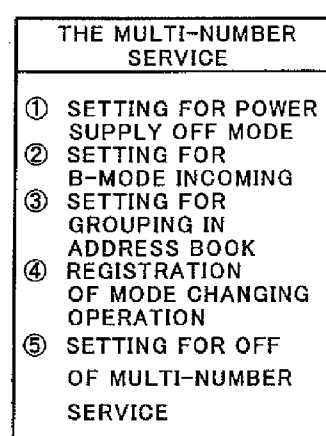 THE MULTI-NUMBER
SERVICE
① SETTING FOR POWER
SUPPLY OFF MODE
② SETTING FOR
B-MODE INCOMING
③ SETTING FOR
GROUPING IN
ADDRESS BOOK
④ REGISTRATION
OF MODE CHANGING
OPERATION
⑤ SETTING FOR OFF
OF MULTI-NUMBER
SERVICE